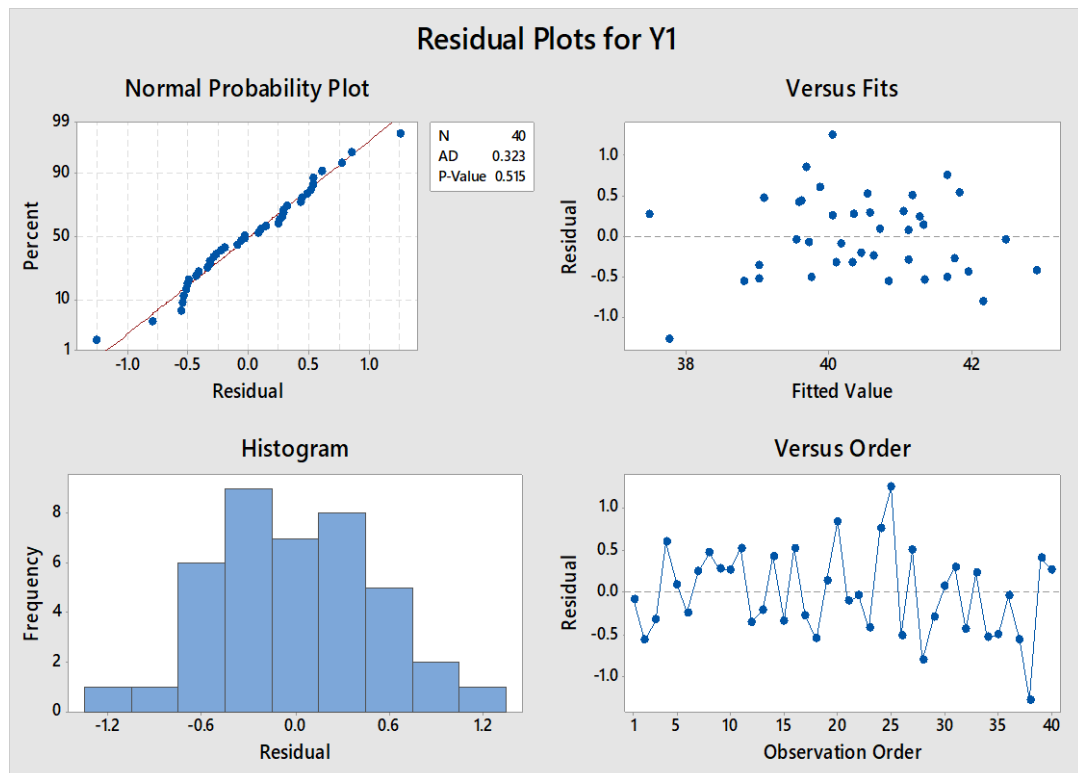 Residual Plots for Y1
Normal Probability Plot
99
90
50
10
1
Percent
-1.0
-0.5
0.0
0.5
1.0
Residual
N 40
AD 0.323
P-Value 0.515
Versus Fits
1.0
0.5
0.0
-0.5
-1.0
Residual
38
40
42
Fitted Value
Histogram
8
6
4
2
0
Frequency
-1.2
-0.6
0.0
0.6
1.2
Residual
Versus Order
1.0
0.5
0.0
-0.5
-1.0
Residual
1
5
10
15
20
25
30
35
40
Observation Order